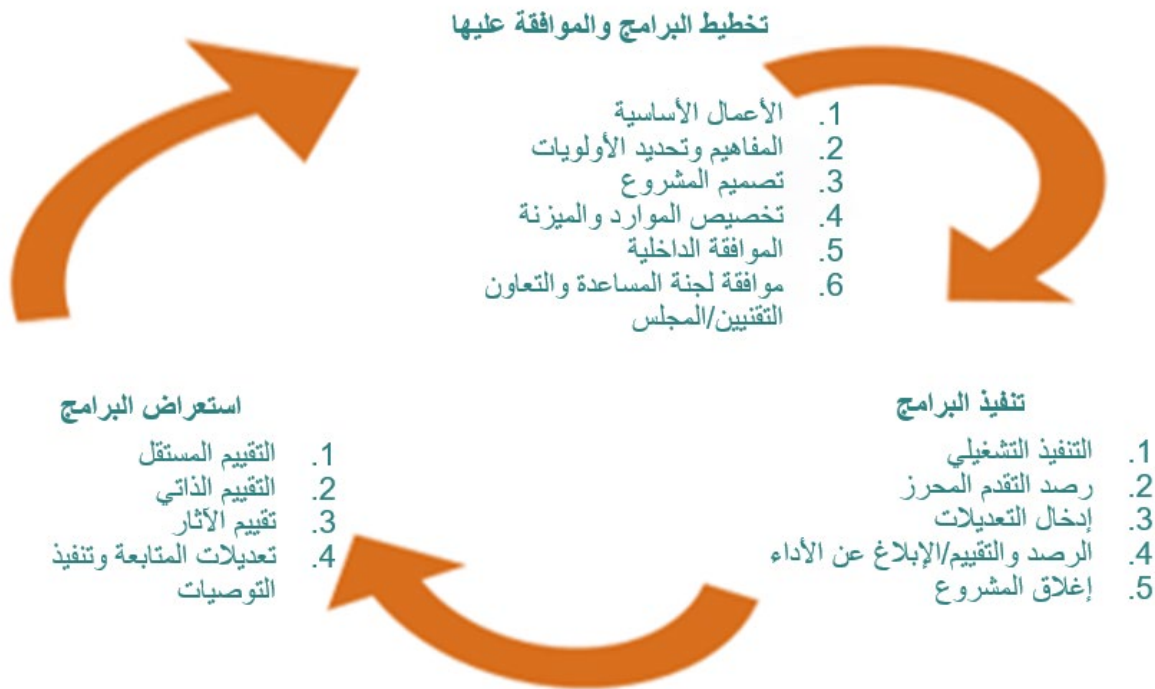 تخطيط البرامج والموافقة عليها
1. الأعمال الأساسية
2. المفاهيم وتحديد الأولويات
3. تصميم المشروع
4. تخصيص الموارد والميزنة
5. الموافقة الداخلية
6. موافقة لجنة المساعدة والتعاون
التقنيين/المجلس
تنفيذ البرامج
1. التنفيذ التشغيلي
2. رصد التقدم المحرز
3. إدخال التعديلات
4. الرصد والتقييم/الإبلاغ عن الأداء
5. إغلاق المشروع
استعراض البرامج
1. التقييم المستقل
2. التقييم الذاتي
3. تقييم الآثار
4. تعديلات المتابعة وتنفيذ
التوصيات